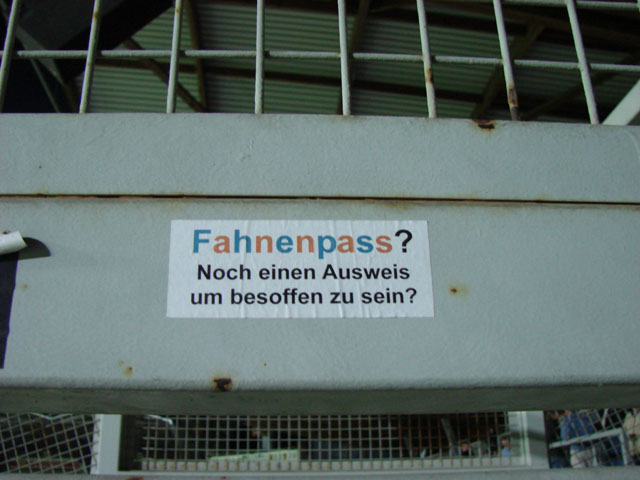 Fahnenpass?
Noch einen Ausweis
um besoffen zu sein?